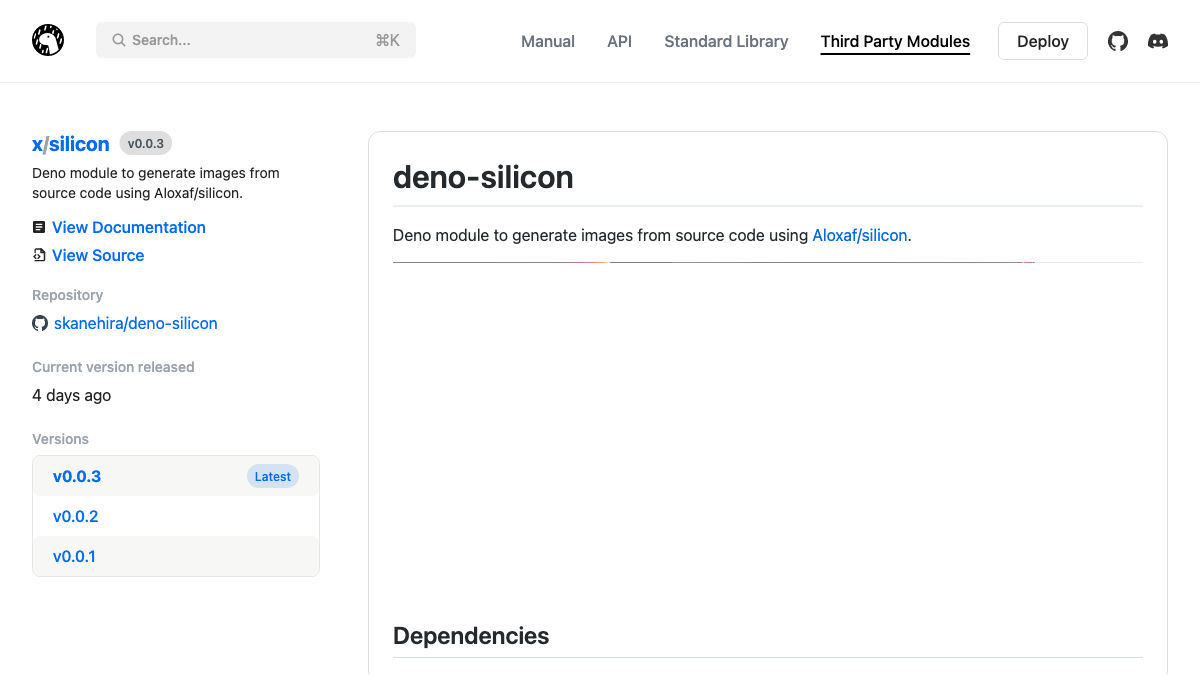 Search... ⌘K
Manual API Standard Library Third Party Modules Deploy
x/silicon v0.0.3
Deno module to generate images from
source code using Aloxaf/silicon.
View Documentation
View Source
Repository
skanehira/deno-silicon
Current version released
4 days ago
Versions
v0.0.3 Latest
v0.0.2
v0.0.1
deno-silicon
Deno module to generate images from source code using Aloxaf/silicon.
Dependencies